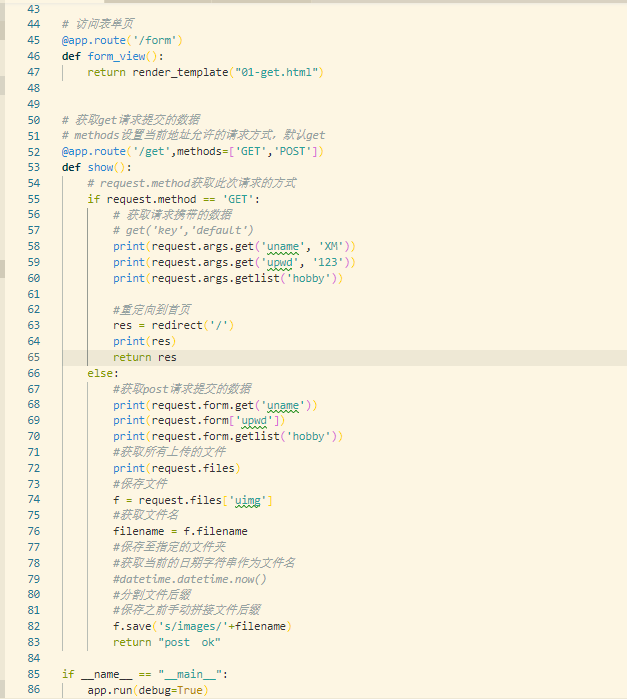 43
44 # 访问表单页
45 @app.route('/form')
46 def form_view():
47     return render_template("01-get.html")
48
49
50 # 获取get请求提交的数据
51 # methods设置当前地址允许的请求方式，默认get
52 @app.route('/get',methods=['GET','POST'])
53 def show():
54     # request.method获取此次请求的方式
55     if request.method == 'GET':
56         # 获取请求携带的数据
57         # get('key','default')
58         print(request.args.get('uname', 'XM'))
59         print(request.args.get('upwd', '123'))
60         print(request.args.getlist('hobby'))
61
62         #重定向到首页
63         res = redirect('/')
64         print(res)
65         return res
66     else:
67         #获取post请求提交的数据
68         print(request.form.get('uname'))
69         print(request.form['upwd'])
70         print(request.form.getlist('hobby'))
71         #获取所有上传的文件
72         print(request.files)
73         #保存文件
74         f = request.files['uimg']
75         #获取文件名
76         filename = f.filename
77         #保存至指定的文件夹
78         #获取当前的日期字符串作为文件名
79         #datetime.datetime.now()
80         #分割文件后缀
81         #保存之前手动拼接文件后缀
82         f.save('s/images/'+filename)
83         return "post  ok"
84
85 if __name__ == "__main__":
86     app.run(debug=True)